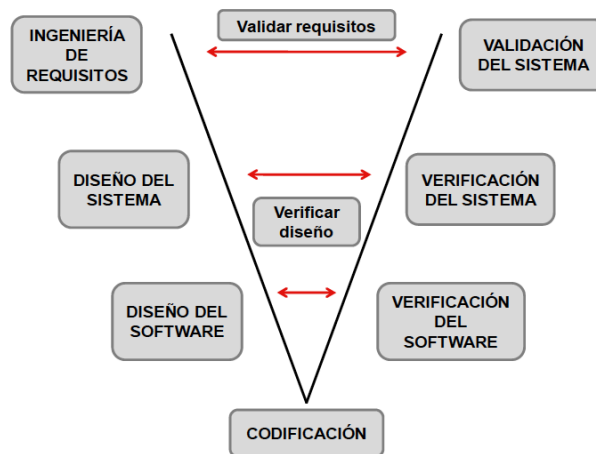 INGENIERÍA
DE
REQUISITOS
Validar requisitos
VALIDACIÓN
DEL SISTEMA
DISEÑO DEL
SISTEMA
Verificar
diseño
VERIFICACIÓN
DEL SISTEMA
DISEÑO DEL
SOFTWARE
VERIFICACIÓN
DEL
SOFTWARE
CODIFICACIÓN